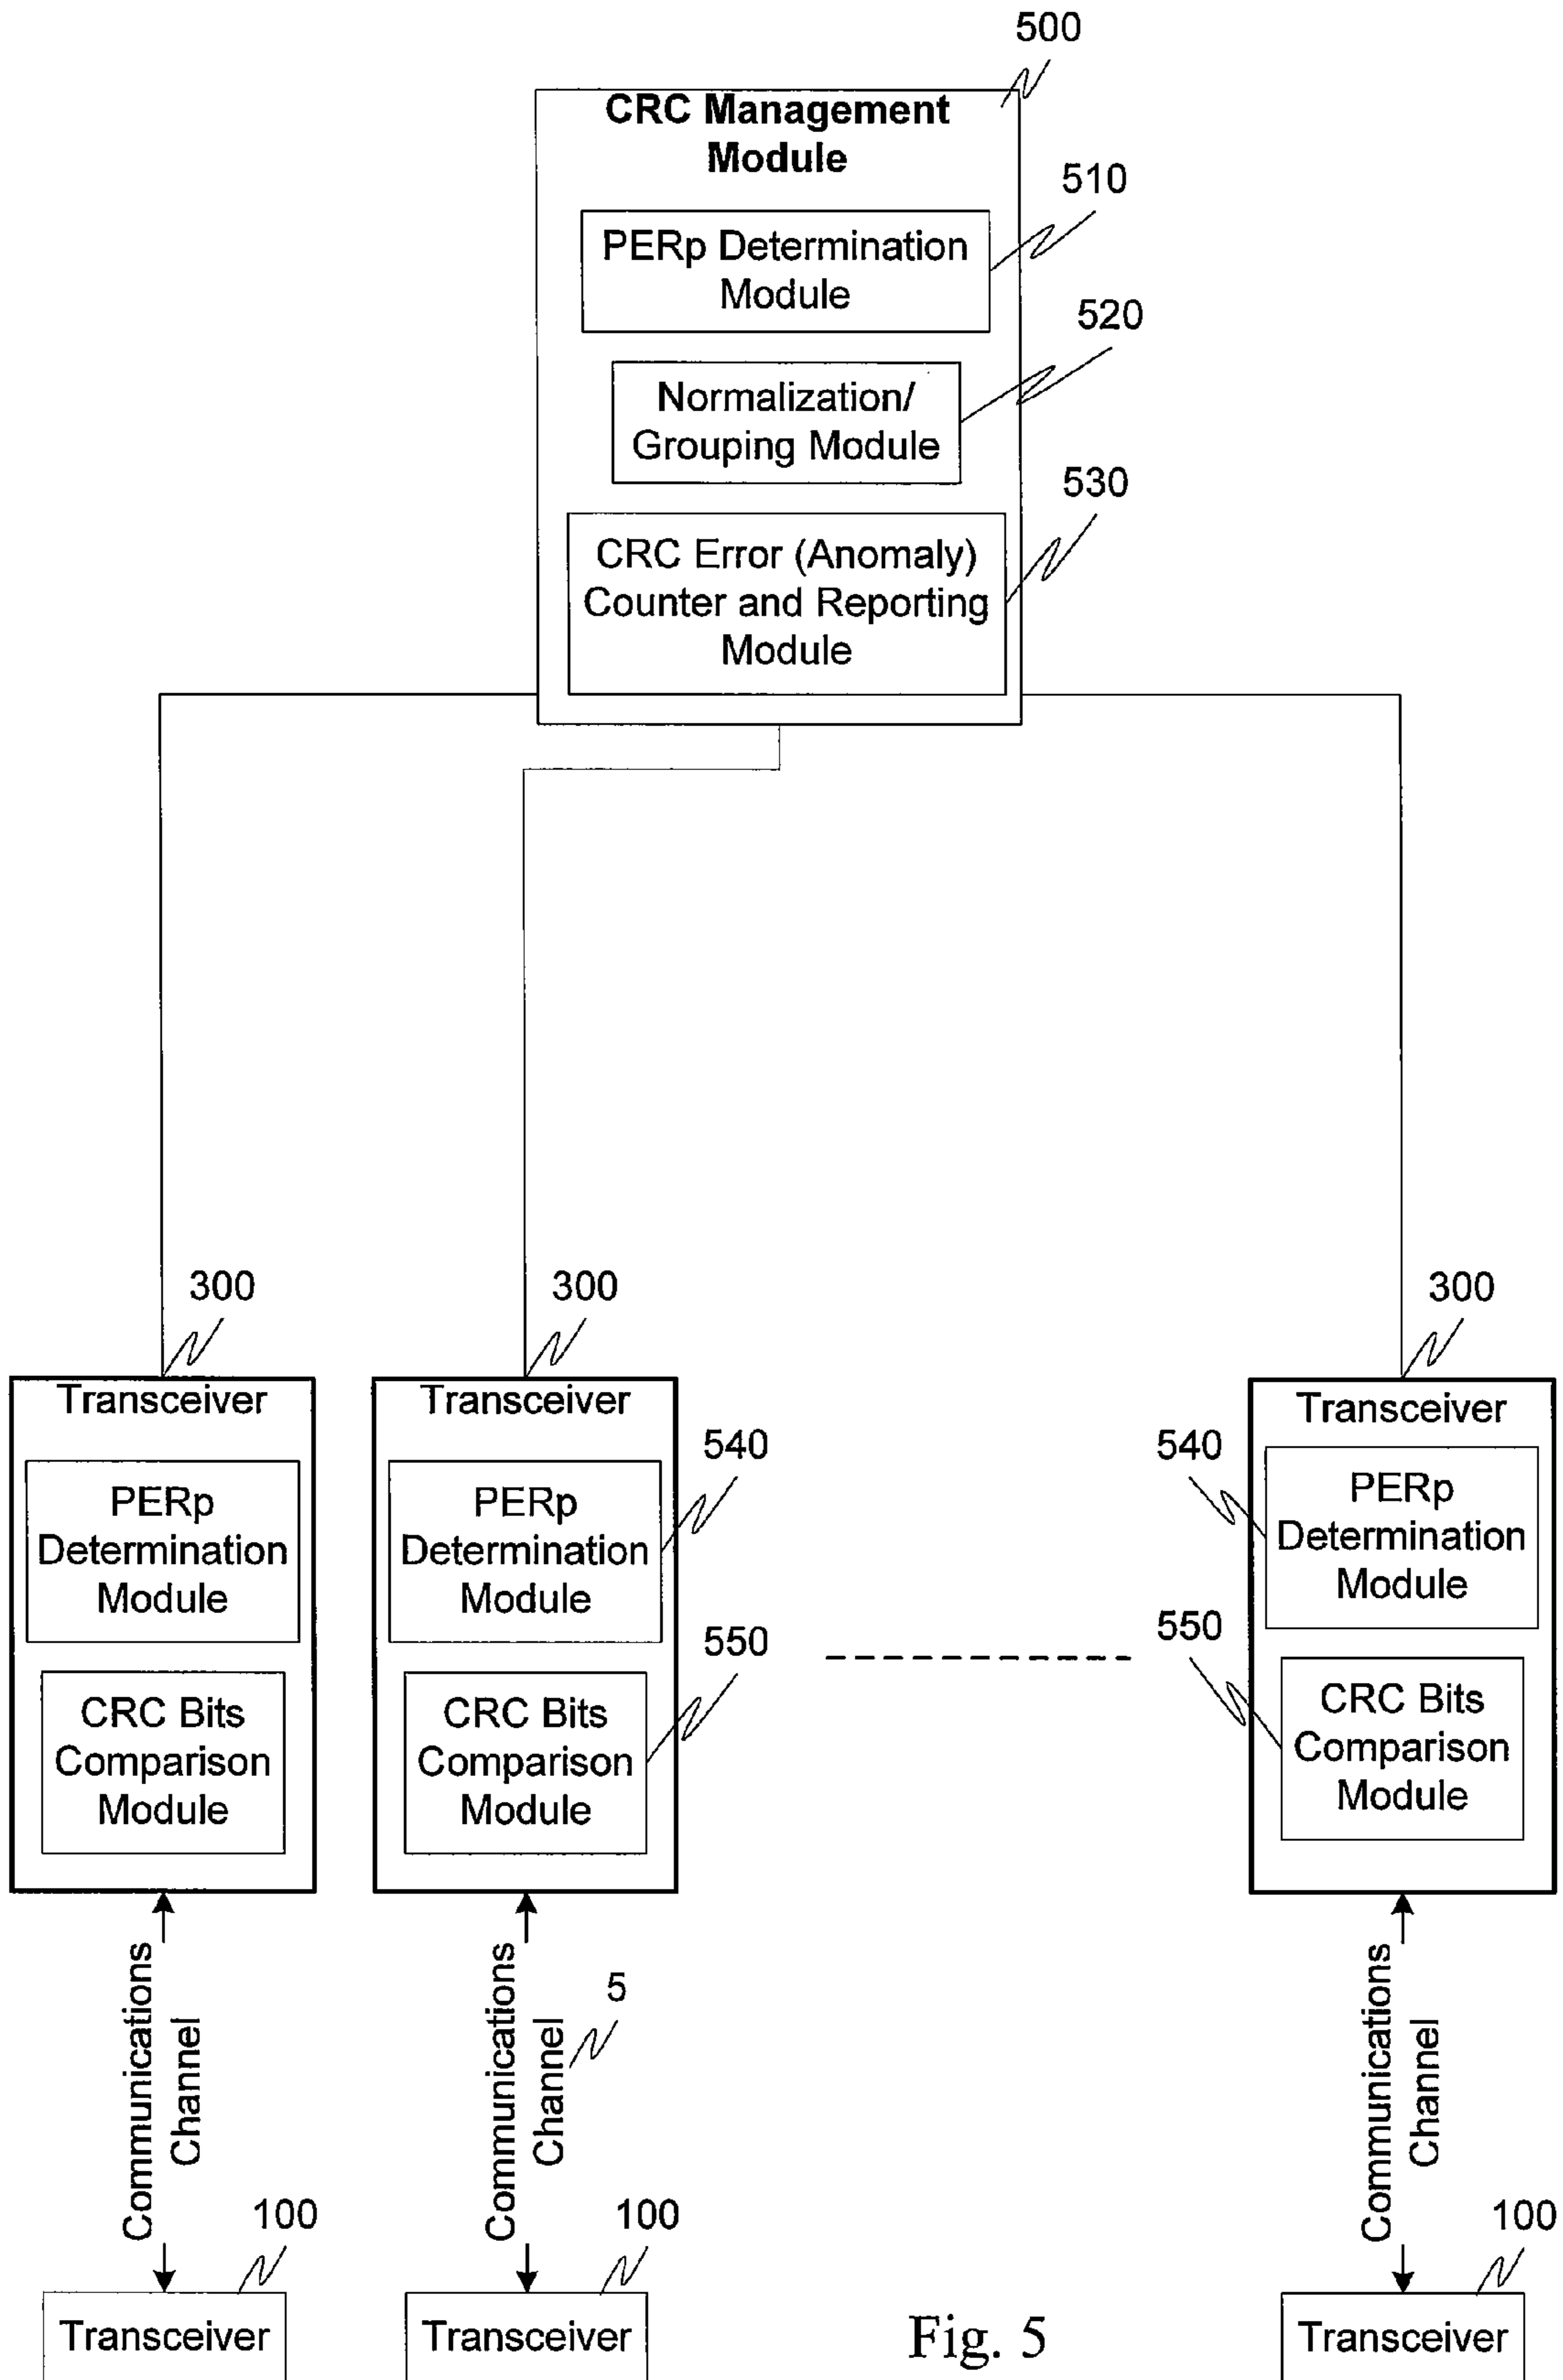 500
CRC Management
Module
510
PERp Determination
Module
520
Normalization/
Grouping Module
530
CRC Error (Anomaly)
Counter and Reporting
Module
300
300
300
Transceiver
PERp
Determination
Module
CRC Bits
Comparison
Module
Transceiver
540
PERp
Determination
Module
550
CRC Bits
Comparison
Module
Transceiver
540
PERp
Determination
Module
550
CRC Bits
Comparison
Module
Communications
Channel
Communications
Channel
5
Communications
Channel
100
Transceiver
100
Transceiver
100
Transceiver
Fig. 5